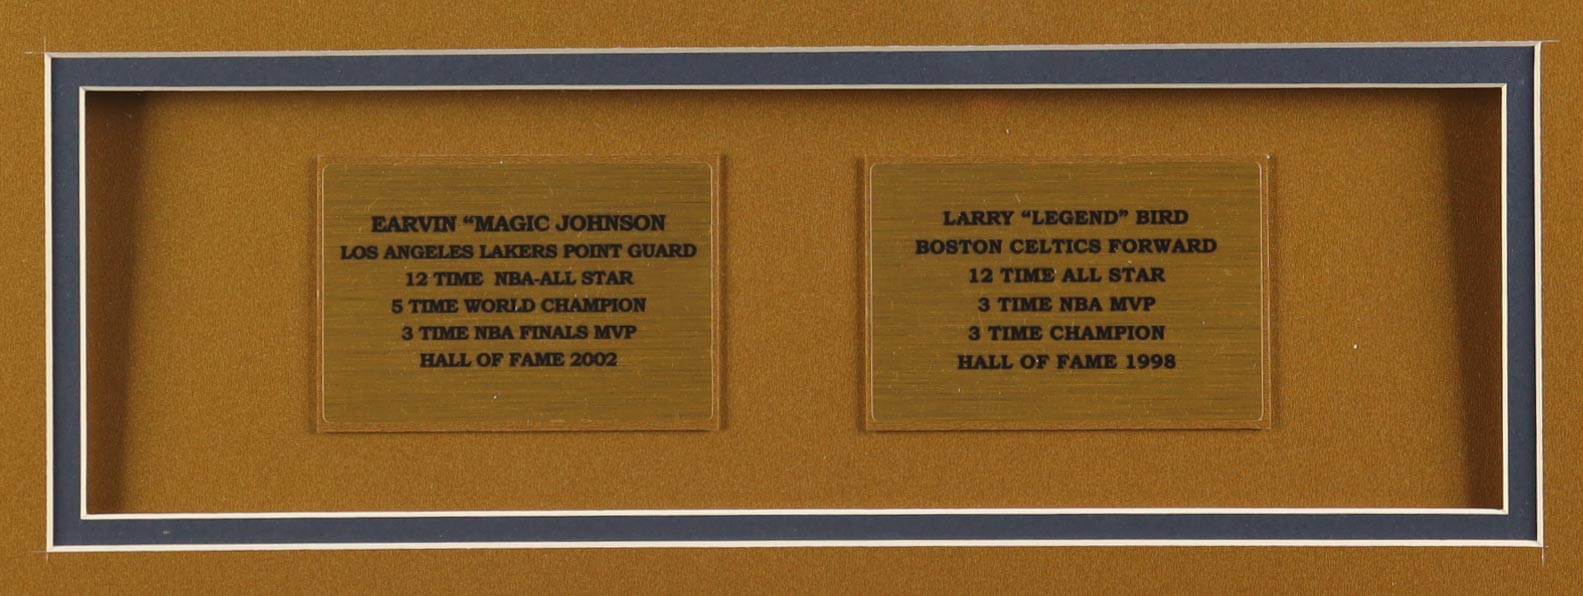 EARVIN “MAGIC JOHNSON
LOS ANGELES LAKERS POINT GUARD
12 TIME NBA-ALL STAR
5 TIME WORLD CHAMPION
3 TIME NBA FINALS MVP
HALL OF FAME 2002
LARRY “LEGEND” BIRD
BOSTON CELTICS FORWARD
12 TIME ALL STAR
3 TIME NBA MVP
3 TIME CHAMPION
HALL OF FAME 1998